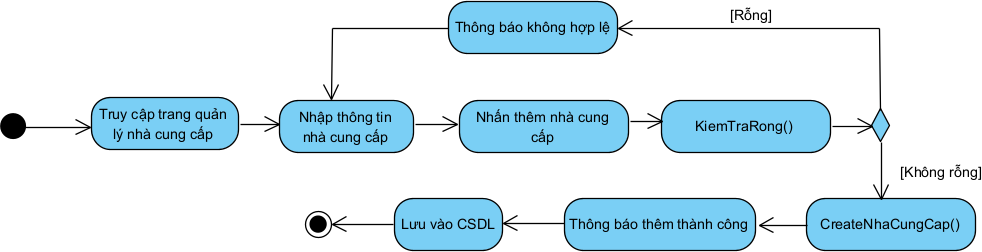 Thông báo không hợp lệ
[Rỗng]
Truy cập trang quản
lý nhà cung cấp
Nhập thông tin
nhà cung cấp
Nhấn thêm nhà cung
cấp
KiemTraRong()
[Không rỗng]
Lưu vào CSDL
Thông báo thêm thành công
CreateNhaCungCap()